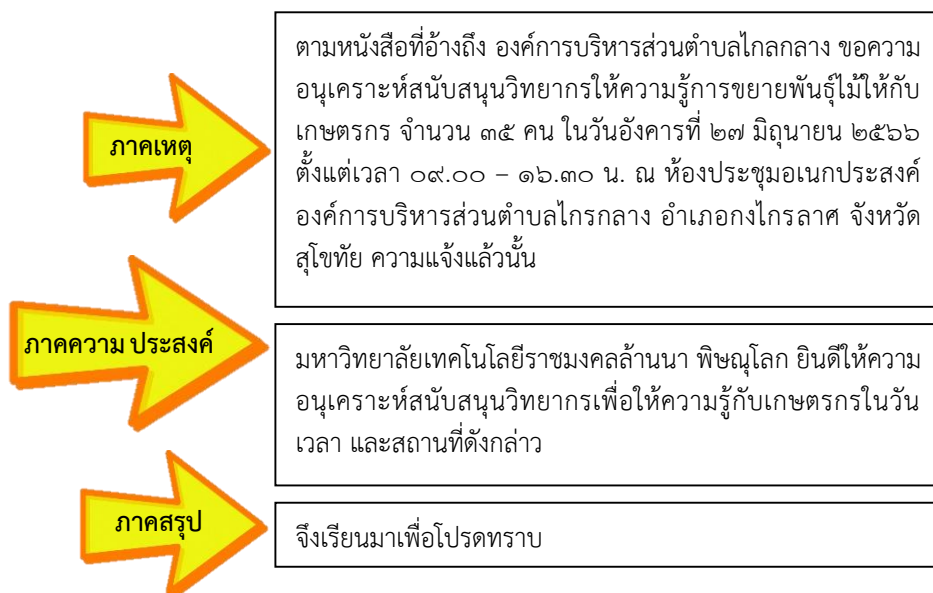 ภาคเหตุ
ตามหนังสือที่อ้างถึง องค์การบริหารส่วนตำบลไกลกลาง ขอความ
อนุเคราะห์สนับสนุนวิทยากรให้ความรู้การขยายพันธุ์ไม้ให้กับ
เกษตรกร จำนวน ๓๕ คน ในวันอังคารที่ ๒๗ มิถุนายน ๒๕๖๖
ตั้งแต่เวลา ๐๙.๐๐ – ๑๖.๓๐ น. ณ ห้องประชุมอเนกประสงค์
องค์การบริหารส่วนตำบลไกรกลาง อำเภอกงไกรลาศ จังหวัด
สุโขทัย ความแจ้งแล้วนั้น
ภาคความ ประสงค์
มหาวิทยาลัยเทคโนโลยีราชมงคลล้านนา พิษณุโลก ยินดีให้ความ
อนุเคราะห์สนับสนุนวิทยากรเพื่อให้ความรู้กับเกษตรกรในวัน
เวลา และสถานที่ดังกล่าว
ภาคสรุป
จึงเรียนมาเพื่อโปรดทราบ